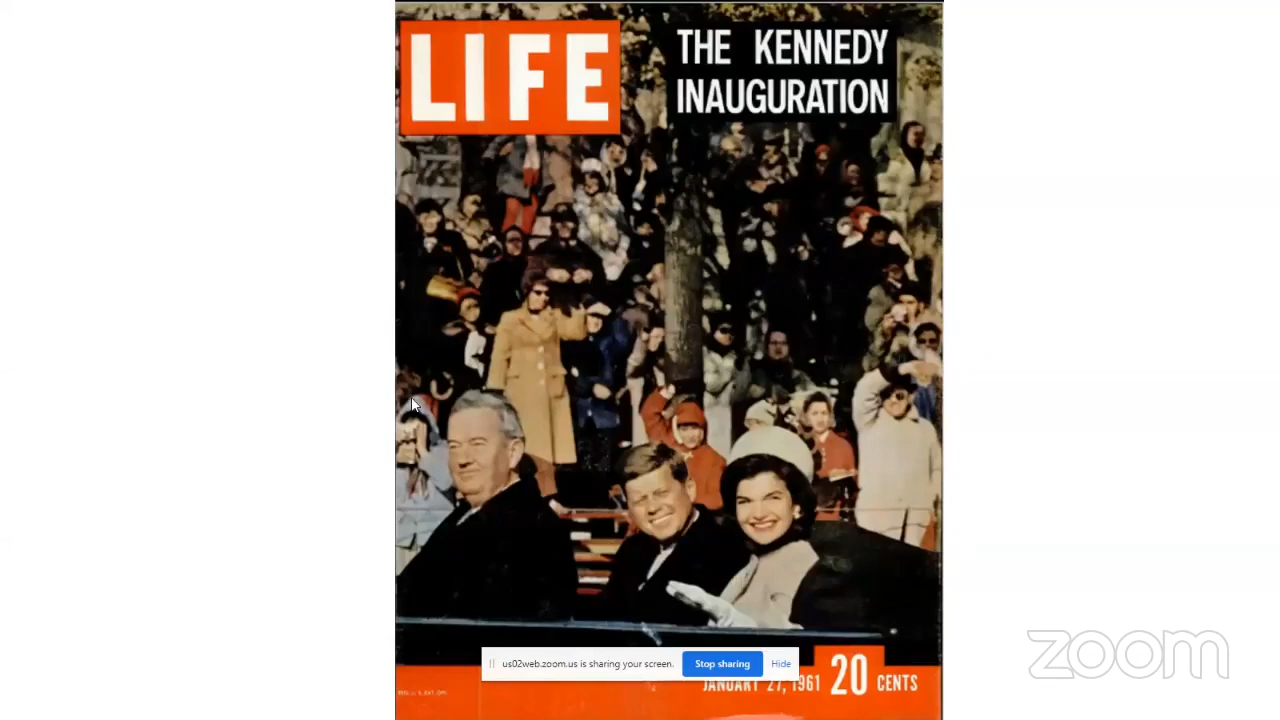 LIFE
THE KENNEDY
INAUGURATION
us02web.zoom.us is sharing your screen.
Stop sharing
Hide
JANUARY 27, 1961
20
CENTS
zoom